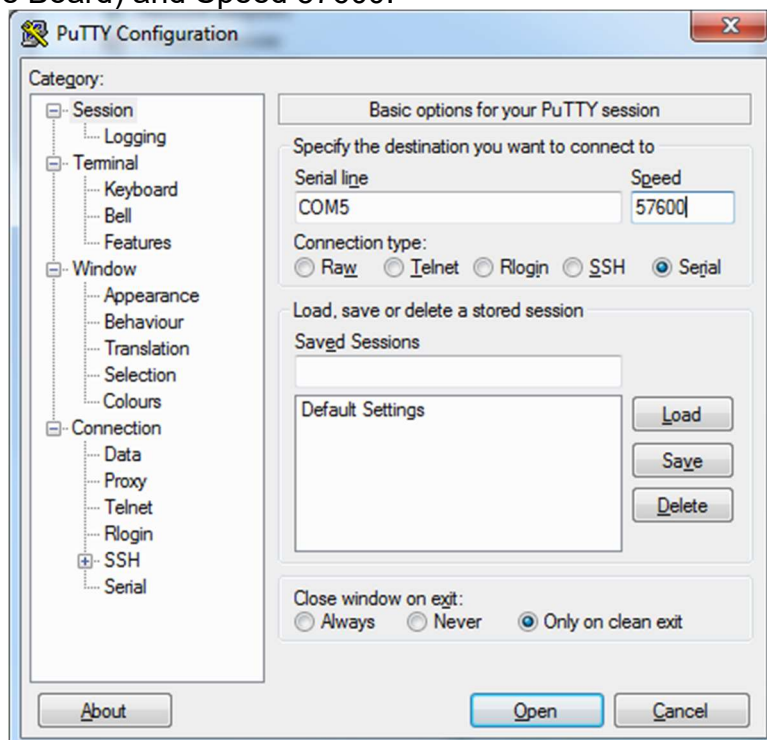 s Board) and Speed 57600.
PuTTY Configuration
Category:
Session
Logging
Terminal
Keyboard
Bell
Features
Window
Appearance
Behaviour
Translation
Selection
Colours
Connection
Data
Proxy
Telnet
Rlogin
SSH
Serial
Basic options for your PuTTY session
Specify the destination you want to connect to
Serial line Speed
COM5 57600
Connection type:
Raw Telnet Rlogin SSH Serial
Load, save or delete a stored session
Saved Sessions
Default Settings
Load
Save
Delete
Close window on exit:
Always Never Only on clean exit
About Open Cancel